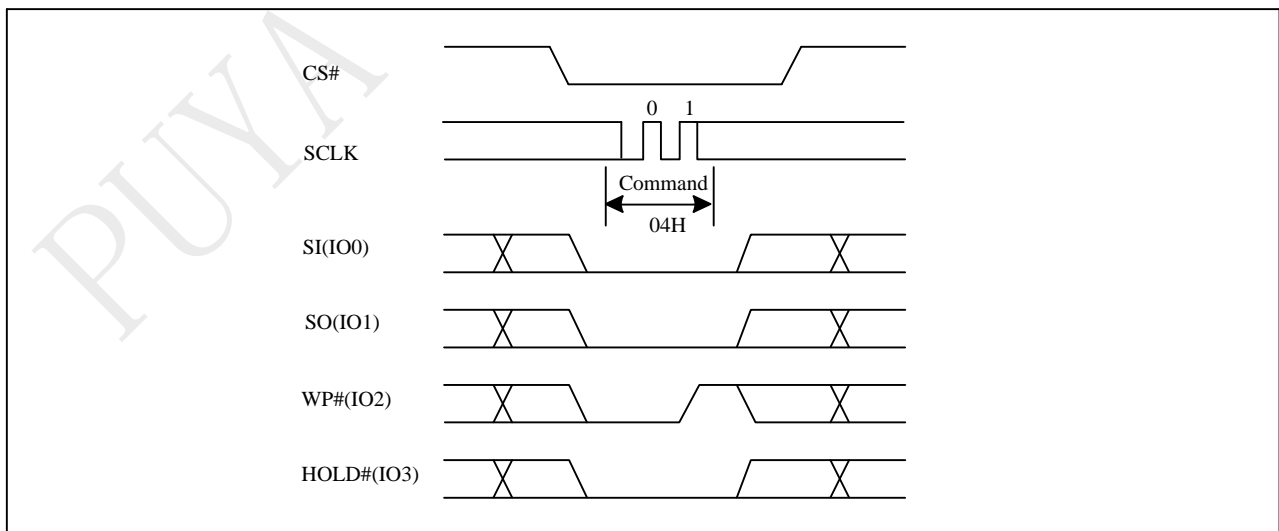 PUYA
CS#
0 1
SCLK
Command
04H
SI(IO0)
SO(IO1)
WP#(IO2)
HOLD#(IO3)